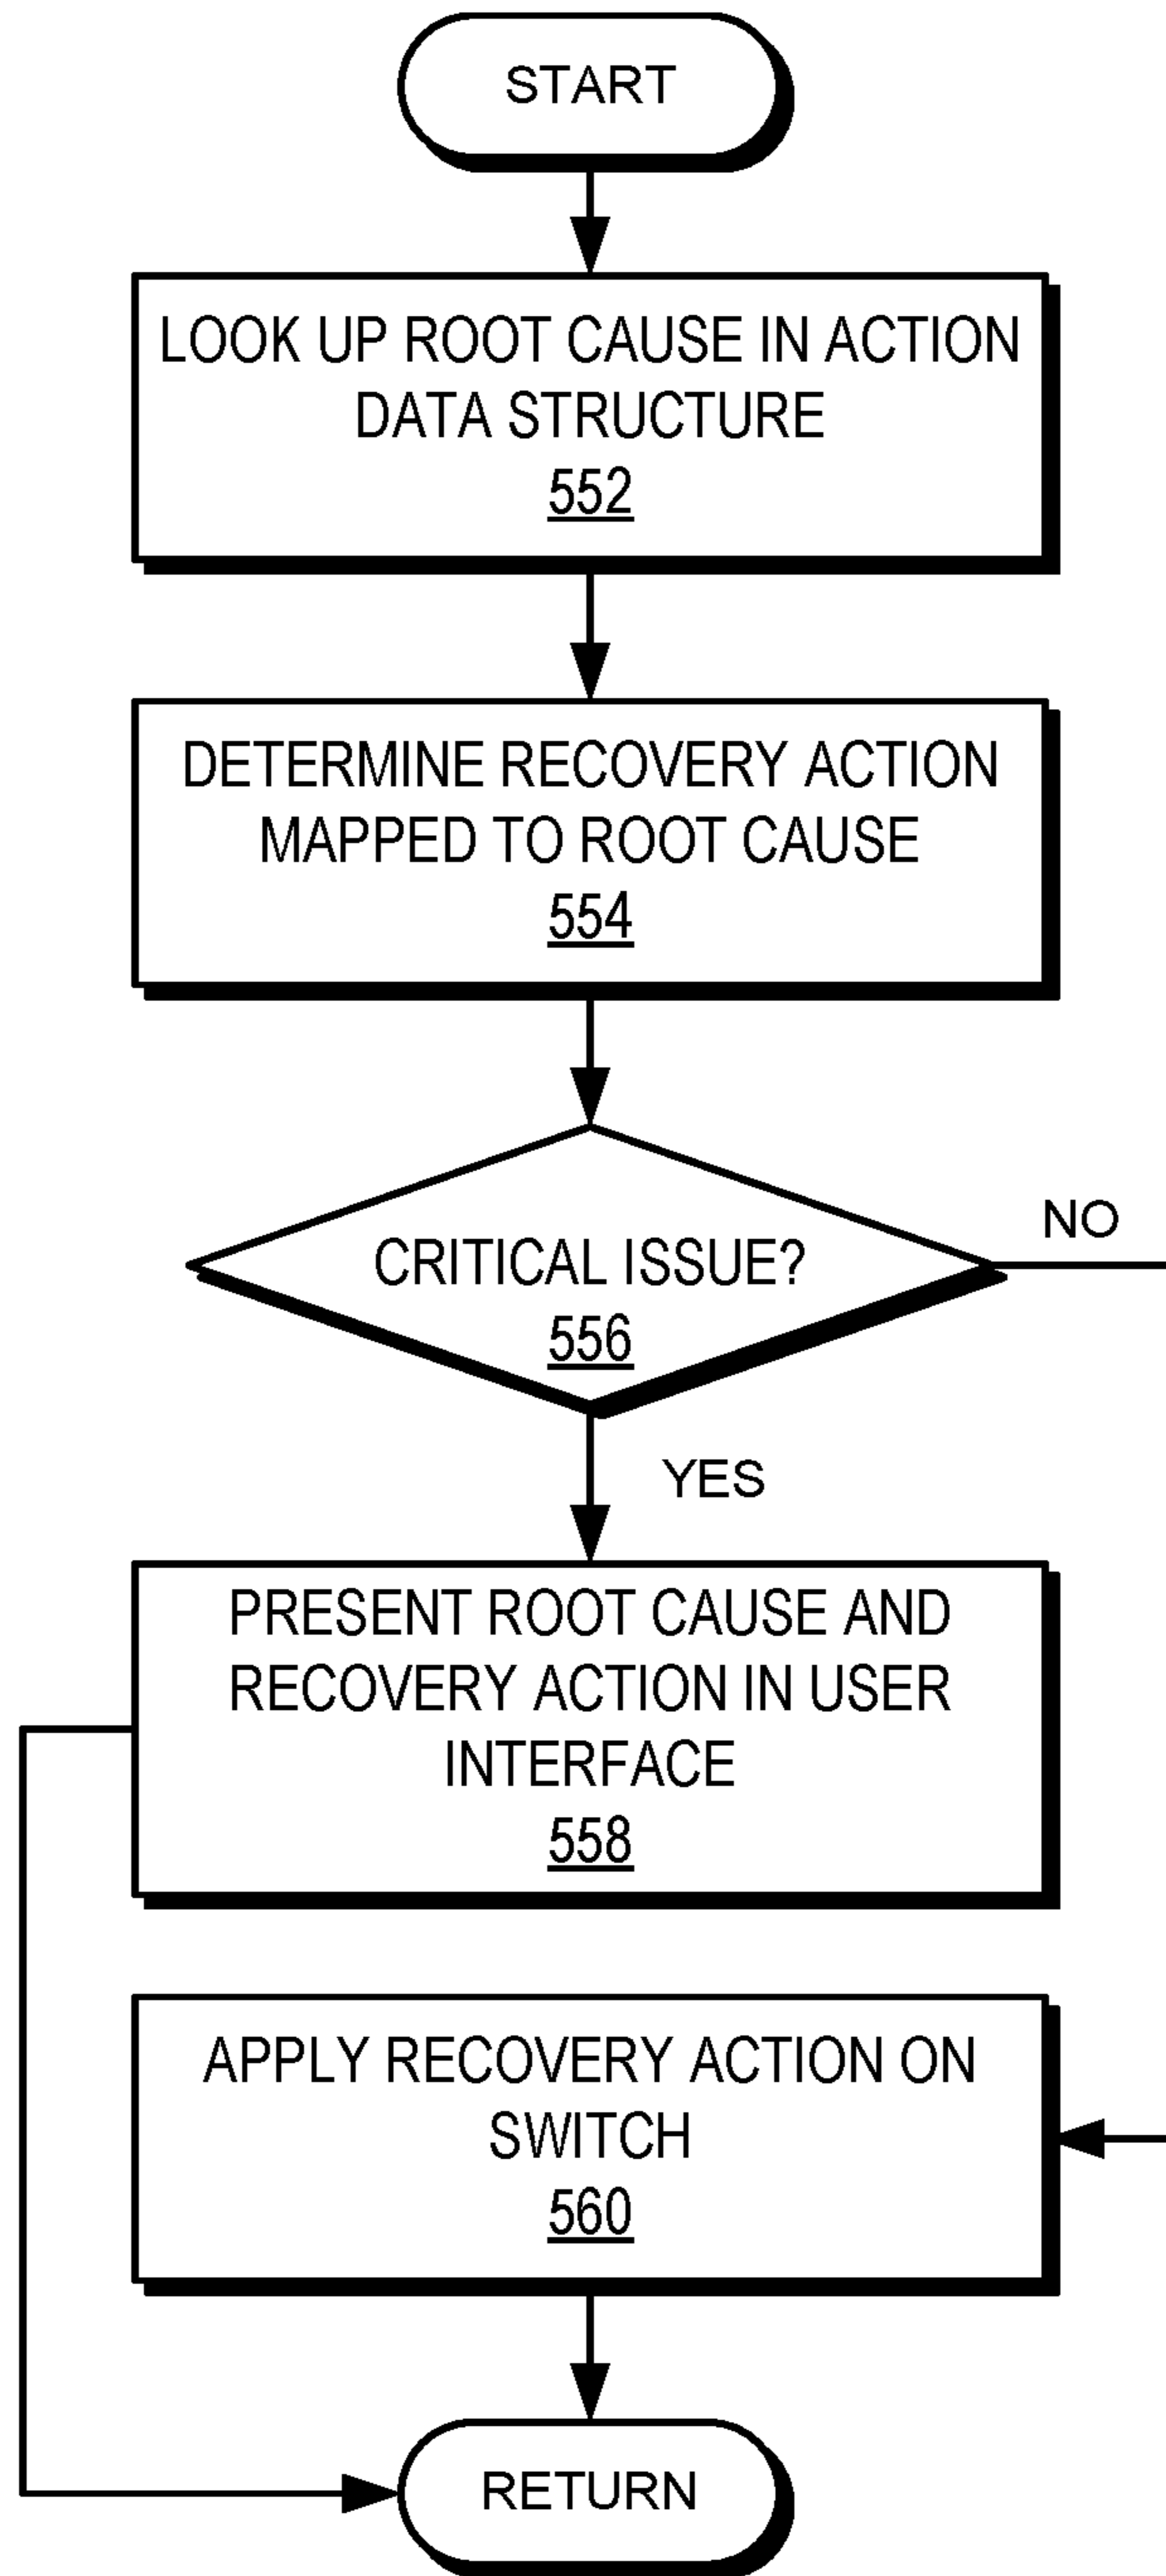 START
LOOK UP ROOT CAUSE IN ACTION
DATA STRUCTURE
552
DETERMINE RECOVERY ACTION
MAPPED TO ROOT CAUSE
554
NO
CRITICAL ISSUE?
556
YES
PRESENT ROOT CAUSE AND
RECOVERY ACTION IN USER
INTERFACE
558
APPLY RECOVERY ACTION ON
SWITCH
560
RETURN